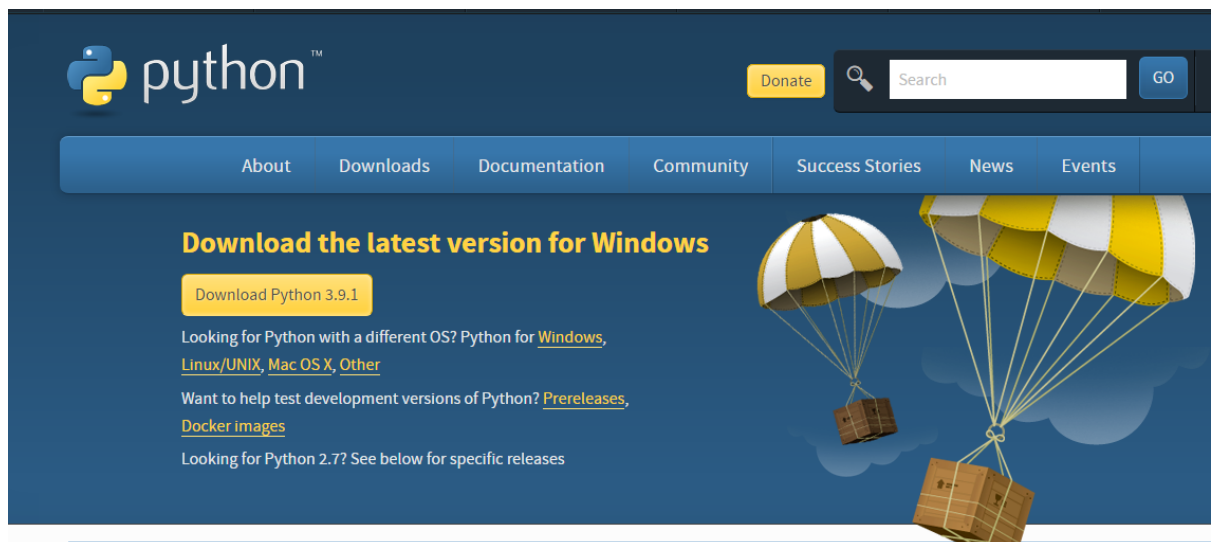 python™
Donate
Search
GO
About Downloads Documentation Community Success Stories News Events
Download the latest version for Windows
Download Python 3.9.1
Looking for Python with a different OS? Python for Windows,
Linux/UNIX, Mac OS X, Other
Want to help test development versions of Python? Prereleases,
Docker images
Looking for Python 2.7? See below for specific releases